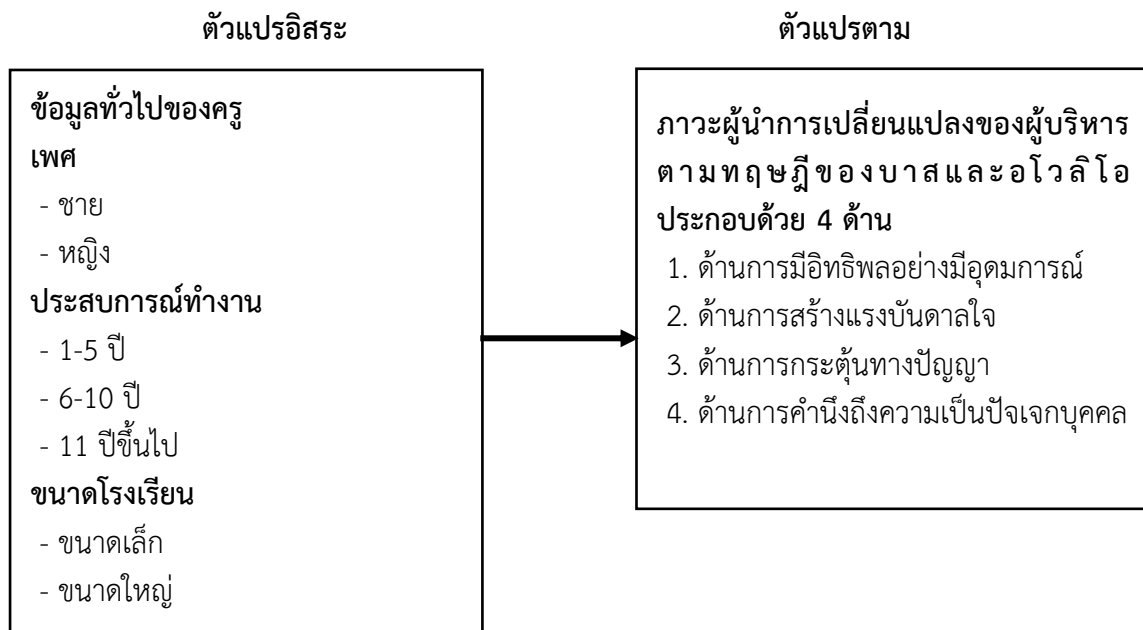 ตัวแปรอิสระ
ข้อมูลทั่วไปของครู
เพศ
- ชาย
- หญิง
ประสบการณ์ทำงาน
- 1-5 ปี
- 6-10 ปี
- 11 ปีขึ้นไป
ขนาดโรงเรียน
- ขนาดเล็ก
- ขนาดใหญ่
ตัวแปรตาม
ภาวะผู้นำการเปลี่ยนแปลงของผู้บริหาร
ตามทฤษฎีของบาสและอโวลิโอ
ประกอบด้วย 4 ด้าน
1. ด้านการมีอิทธิพลอย่างมีอุดมการณ์
2. ด้านการสร้างแรงบันดาลใจ
3. ด้านการกระตุ้นทางปัญญา
4. ด้านการคำนึงถึงความเป็นปัจเจกบุคคล